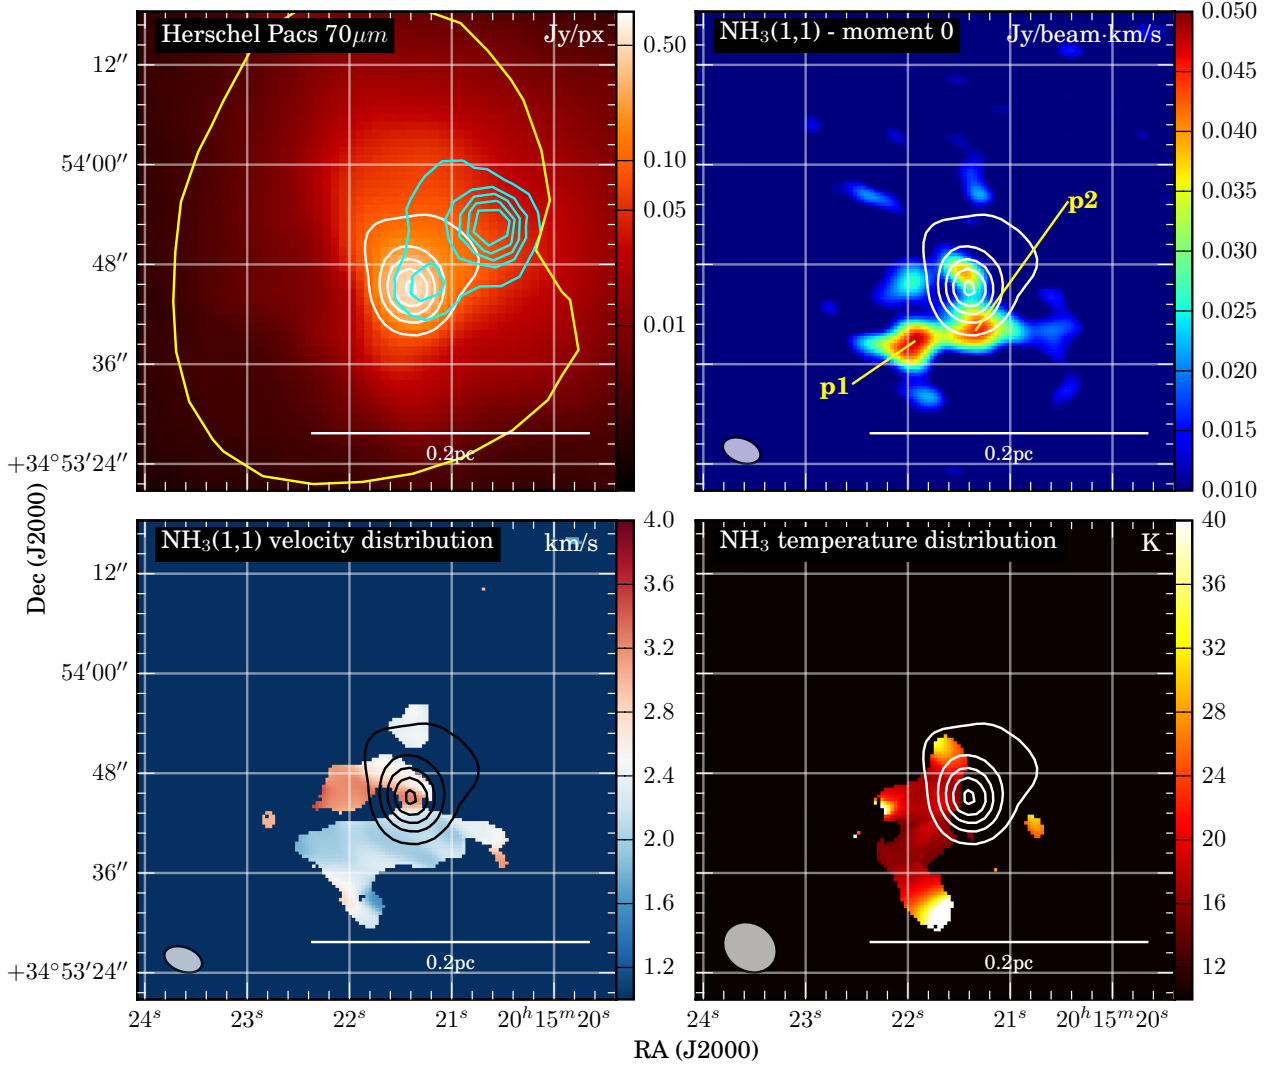 Herschel Pacs 70μm Jy/px
0.50
0.10
0.05
0.01
12″
54′00″
48″
36″
+34°53′24″
0.2pc
NH₃(1,1) - moment 0 Jy/beam·km/s
p2
p1
0.2pc
0.050
0.045
0.040
0.035
0.030
0.025
0.020
0.015
0.010
Dec (J2000)
NH₃(1,1) velocity distribution km/s
4.0
3.6
3.2
2.8
2.4
2.0
1.6
1.2
12″
54′00″
48″
36″
+34°53′24″
0.2pc
24ˢ 23ˢ 22ˢ 21ˢ 20ʰ15ᵐ20ˢ
NH₃ temperature distribution K
40
36
32
28
24
20
16
12
0.2pc
24ˢ 23ˢ 22ˢ 21ˢ 20ʰ15ᵐ20ˢ
RA (J2000)